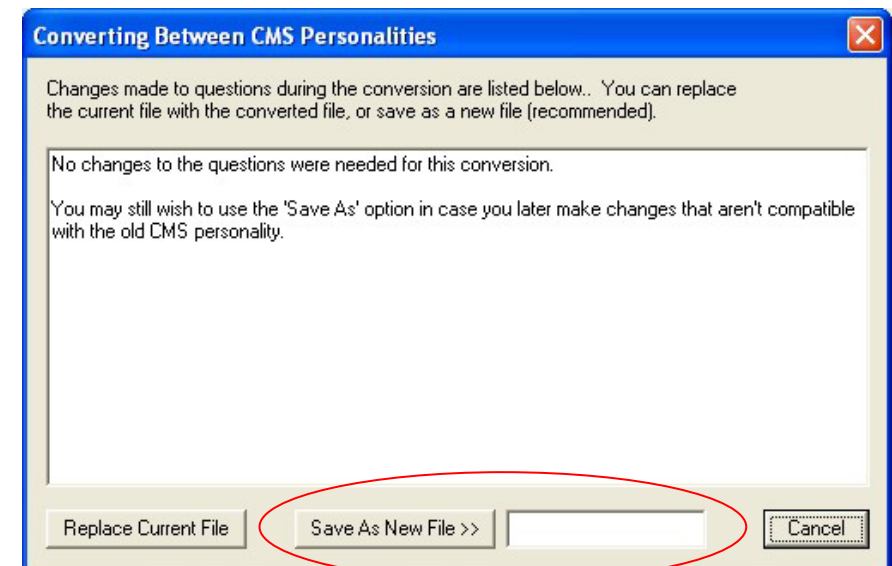 Converting Between CMS Personalities
Changes made to questions during the conversion are listed below.. You can replace
the current file with the converted file, or save as a new file (recommended).
No changes to the questions were needed for this conversion.
You may still wish to use the 'Save As' option in case you later make changes that aren't compatible
with the old CMS personality.
Replace Current File Save As New File >> Cancel